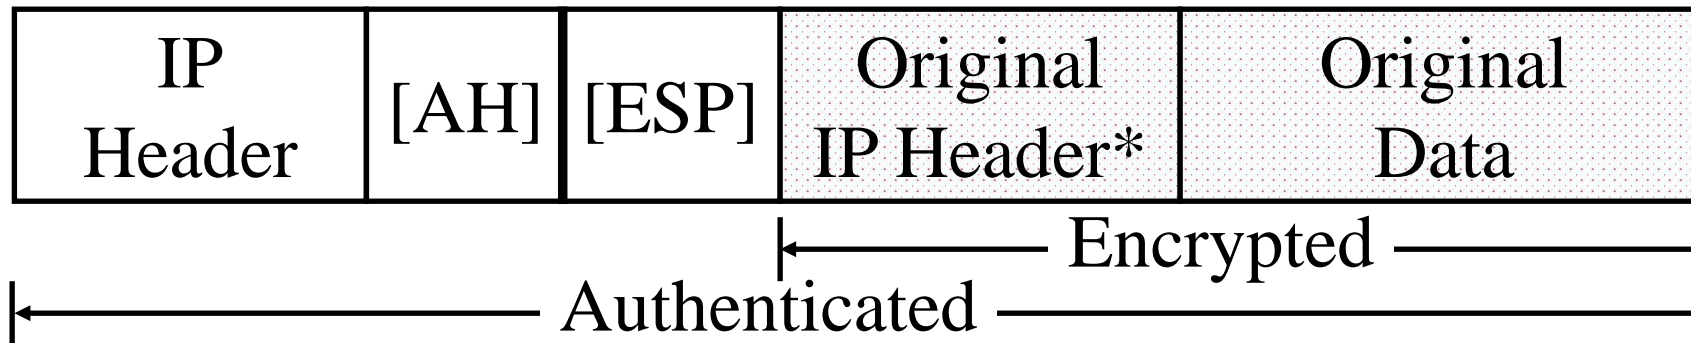 IP
Header
[AH]
[ESP]
Original
IP Header*
Original
Data
Encrypted
Authenticated